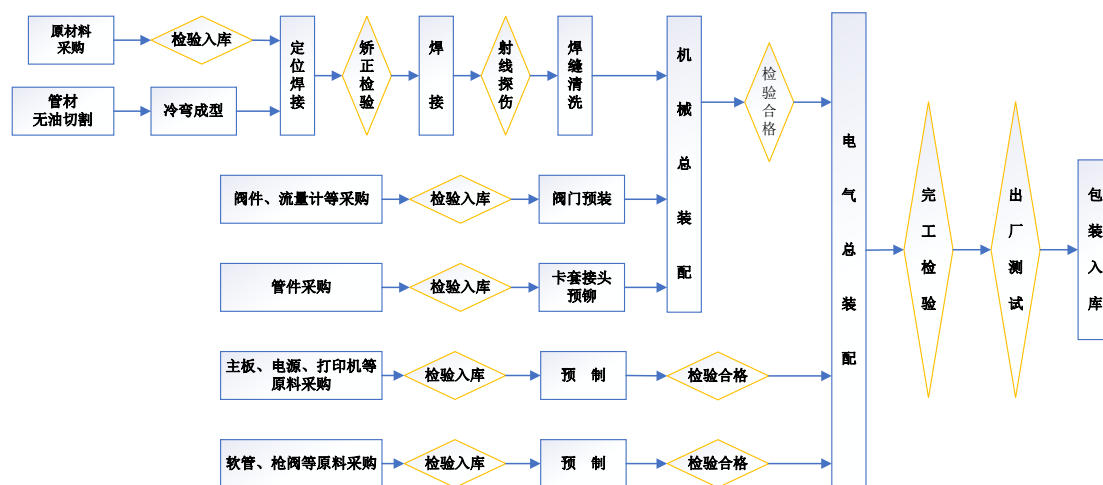 原材料
采购
检验入库
定位焊接
矫正检验
焊接
射线探伤
焊缝清洗
机械总装配
检验合格
管材
无油切割
冷弯成型
阀件、流量计等采购
检验入库
阀门预装
管件采购
检验入库
卡套接头
预铆
主板、电源、打印机等
原料采购
检验入库
预 制
检验合格
软管、枪阀等原料采购
检验入库
预 制
检验合格
电气总装配
完工检验
出厂测试
包装入库